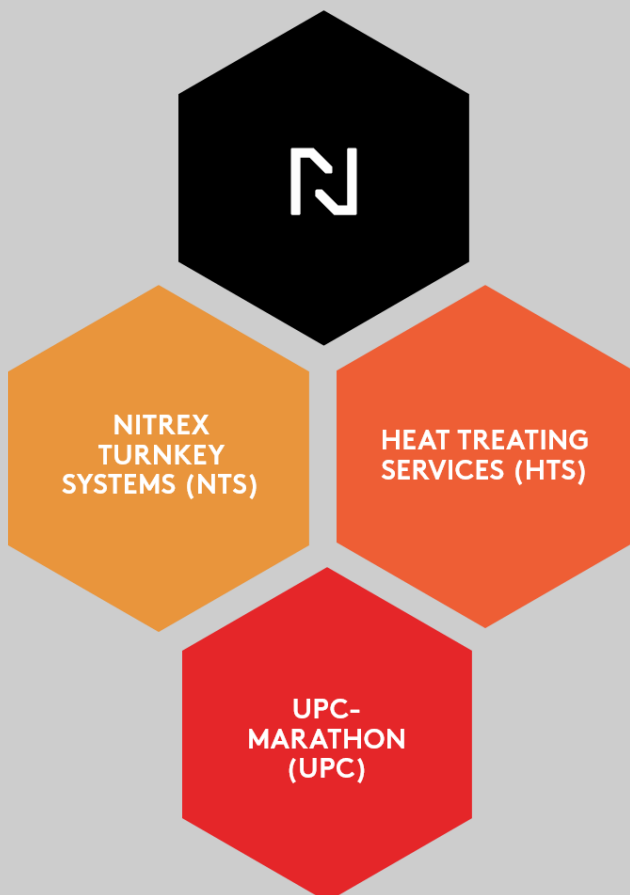 N
NITREX
TURNKEY
SYSTEMS (NTS)
HEAT TREATING
SERVICES (HTS)
UPC-
MARATHON
(UPC)